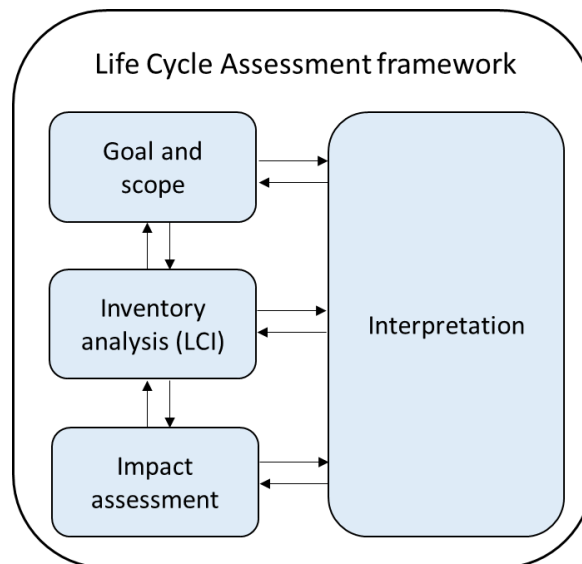 Life Cycle Assessment framework
Goal and
scope
Inventory
analysis (LCI)
Impact
assessment
Interpretation